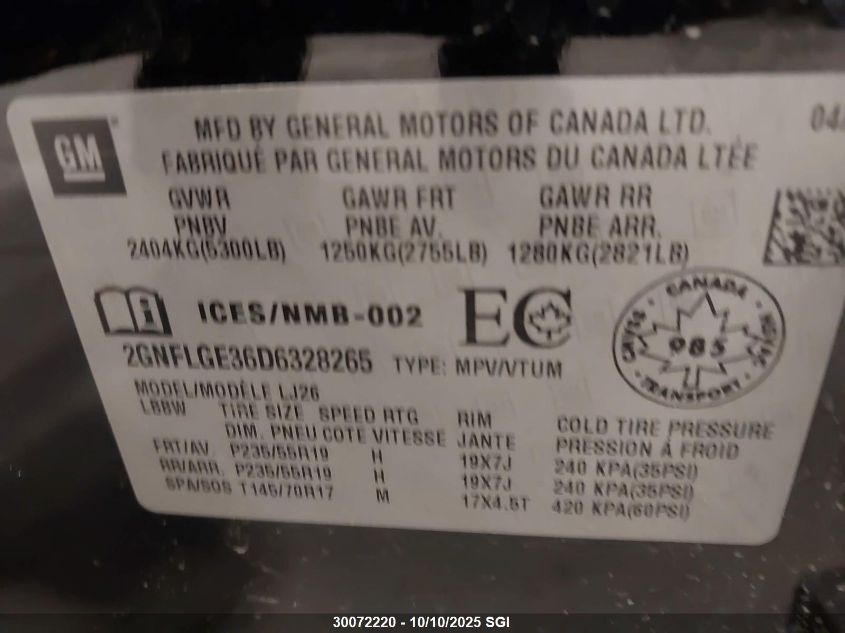 GM
MFD BY GENERAL MOTORS OF CANADA LTD.
FABRIQUÉ PAR GENERAL MOTORS DU CANADA LTÉE
GVWR GAWR FRT GAWR RR
PNBV PNBE AV. PNBE ARR.
2404KG(5300LB) 1250KG(2755LB) 1280KG(2821LB)
ICES/NMB-002 EC
CANADA
985
TRANSPORT
2GNFLGE36D6328265 TYPE: MPV/VTUM
MODEL/MODÈLE LJ26
LBBW TIRE SIZE SPEED RTG RIM COLD TIRE PRESSURE
DIM. PNEU COTE VITESSE JANTE PRESSION À FROID
FRT/AV. P235/55R19 H 19X7J 240 KPA(35PSI)
RR/ARR. P235/55R19 H 19X7J 240 KPA(35PSI)
SPA/SOS T145/70R17 M 17X4.5T 420 KPA(60PSI)
30072220 - 10/10/2025 SGI